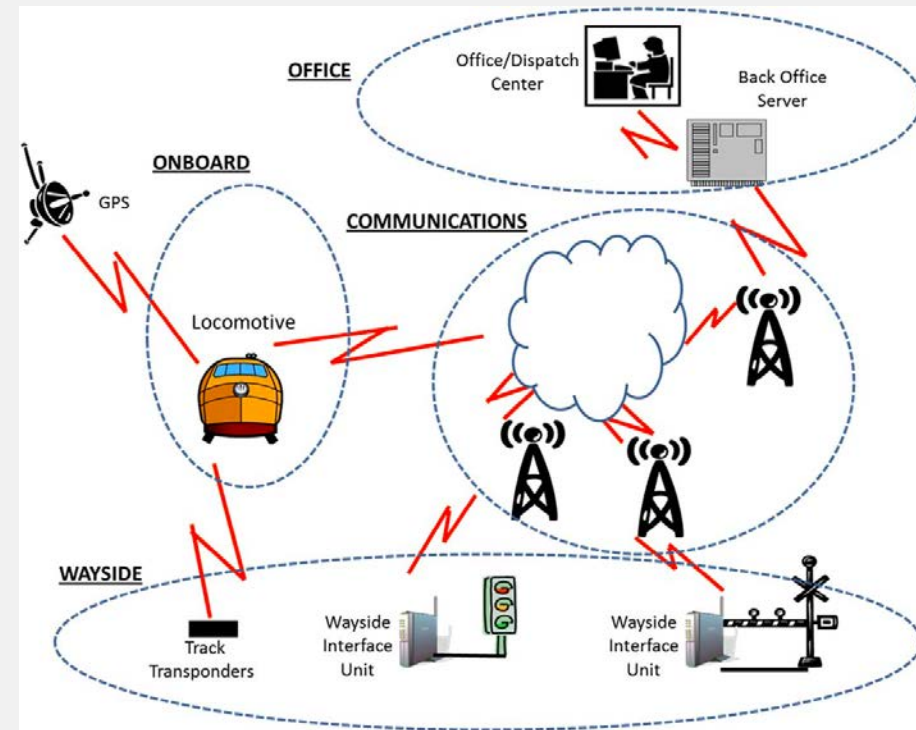 OFFICE
Office/Dispatch
Center
Back Office
Server
ONBOARD
GPS
COMMUNICATIONS
Locomotive
WAYSIDE
Track
Transponders
Wayside
Interface
Unit
Wayside
Interface
Unit